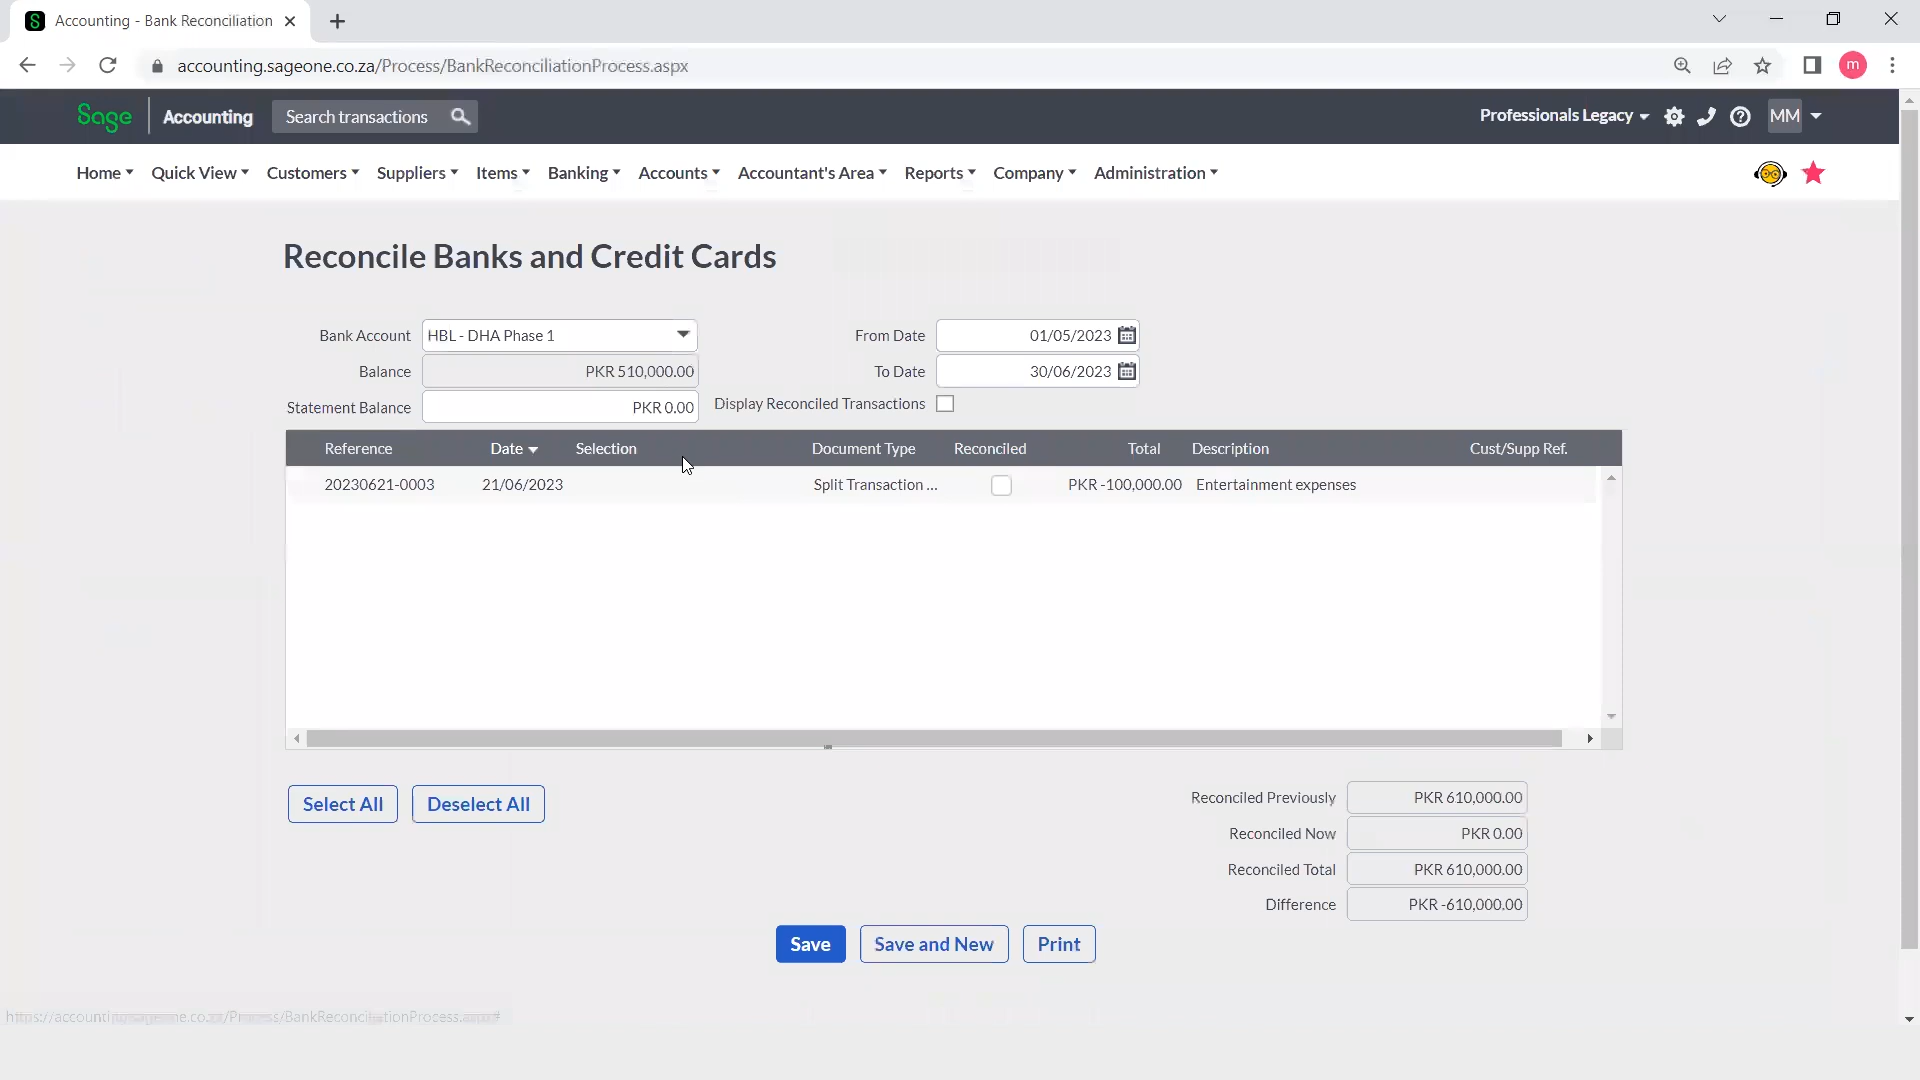 Accounting - Bank Reconciliation
accounting.sageone.co.za/Process/BankReconciliationProcess.aspx
m
Sage Accounting Search transactions Professionals Legacy MM
Home Quick View Customers Suppliers Items Banking Accounts Accountant's Area Reports Company Administration
Reconcile Banks and Credit Cards
Bank Account HBL - DHA Phase 1 From Date 01/05/2023
Balance PKR 510,000.00 To Date 30/06/2023
Statement Balance PKR 0.00 Display Reconciled Transactions
Reference Date Selection Document Type Reconciled Total Description Cust/Supp Ref.
20230621-0003 21/06/2023 Split Transaction ... PKR -100,000.00 Entertainment expenses
Select All Deselect All
Reconciled Previously PKR 610,000.00
Reconciled Now PKR 0.00
Reconciled Total PKR 610,000.00
Difference PKR -610,000.00
Save Save and New Print